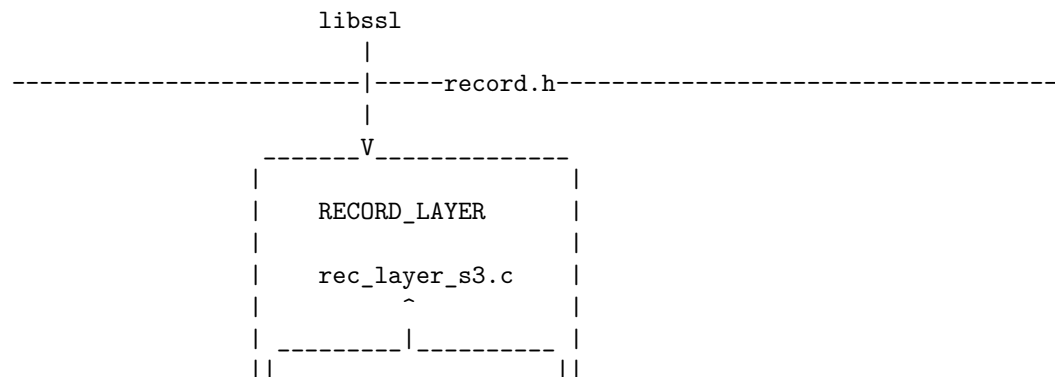 libssl
record.h
V
RECORD_LAYER
rec_layer_s3.c
^